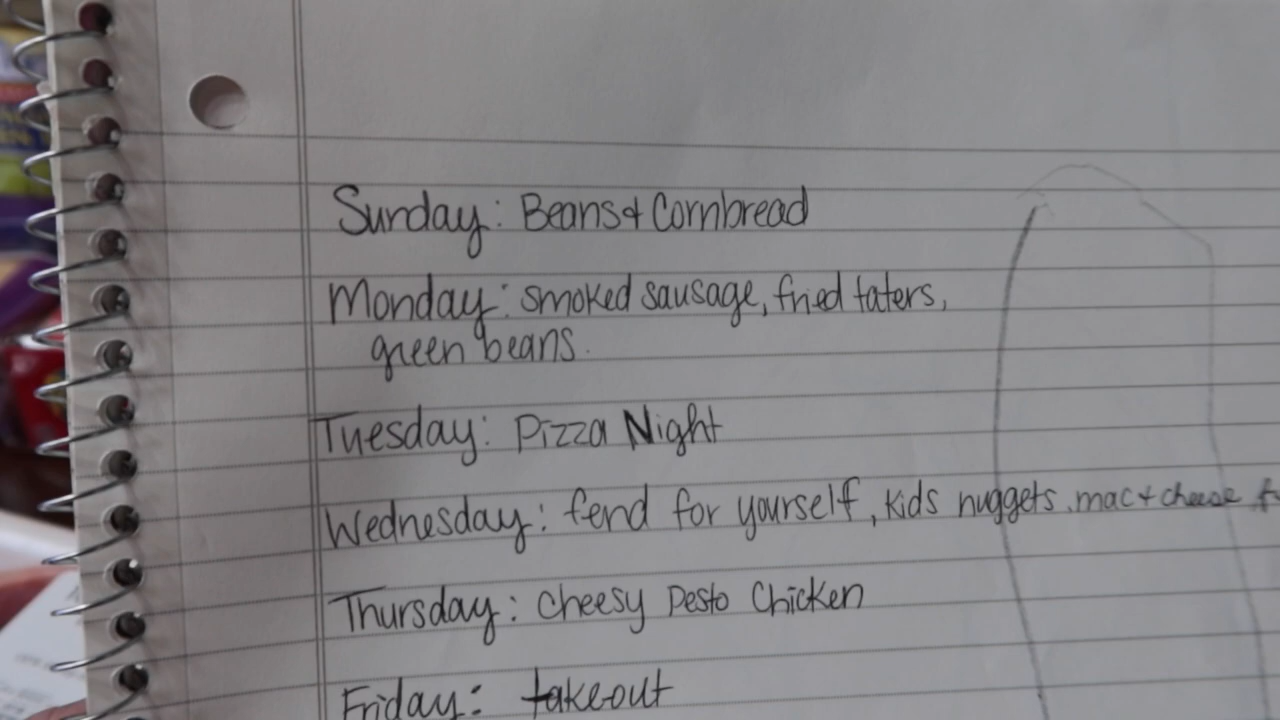 Sunday: Beans & Cornbread
Monday: smoked sausage, fried taters,
green beans.
Tuesday: Pizza Night
Wednesday: fend for yourself, kids nuggets, mac + cheese
Thursday: Cheesy Pesto Chicken
Friday: takeout